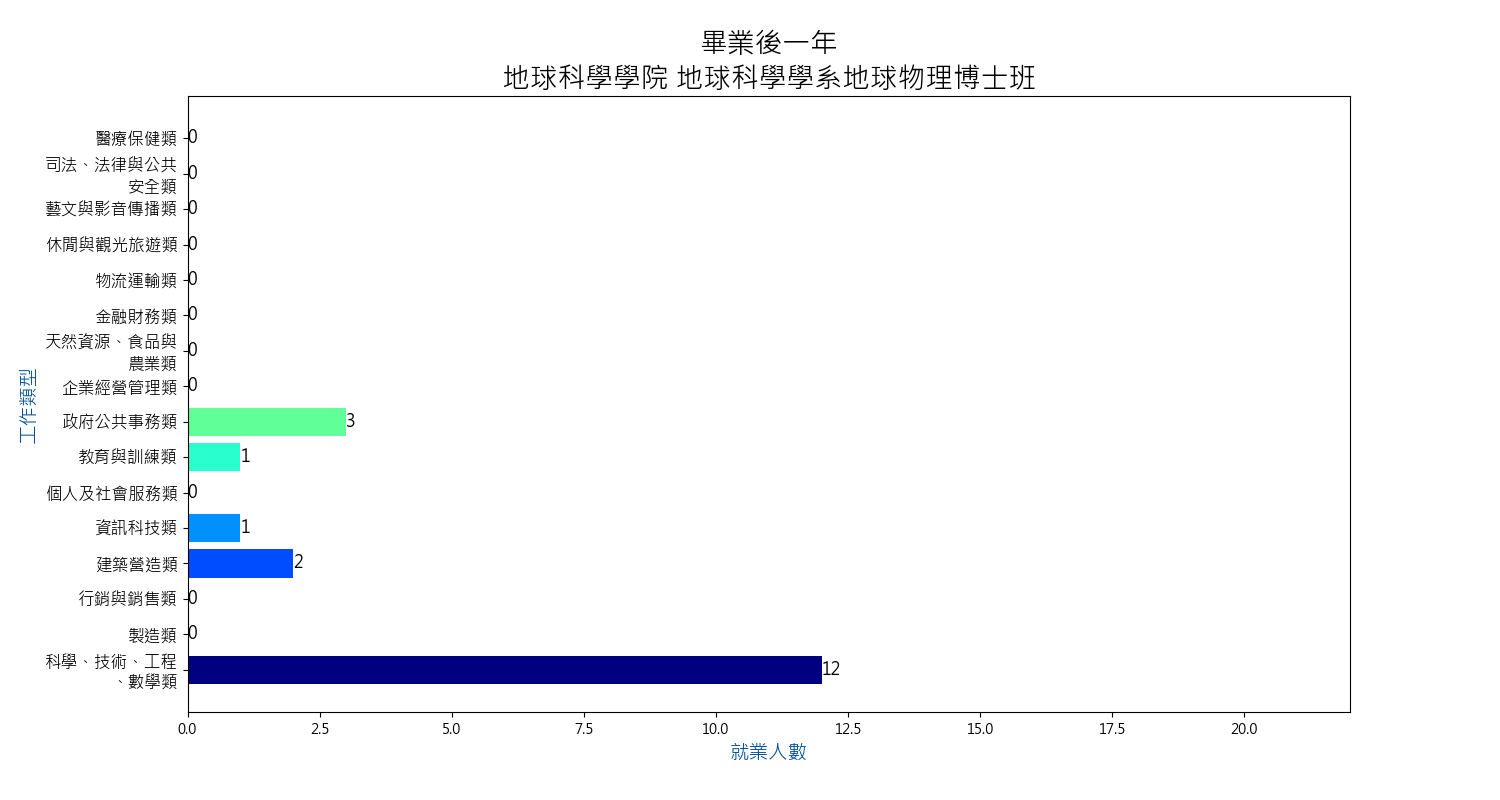 畢業後一年
地球科學學院 地球科學學系地球物理博士班
醫療保健類 0
司法、法律與公共
安全類 0
藝文與影音傳播類 0
休閒與觀光旅遊類 0
物流運輸類 0
金融財務類 0
天然資源、食品與
農業類 0
企業經營管理類 0
政府公共事務類 3
教育與訓練類 1
個人及社會服務類 0
資訊科技類 1
建築營造類 2
行銷與銷售類 0
製造類 0
科學、技術、工程
、數學類 12
工作類型
0.0 2.5 5.0 7.5 10.0 12.5 15.0 17.5 20.0
就業人數